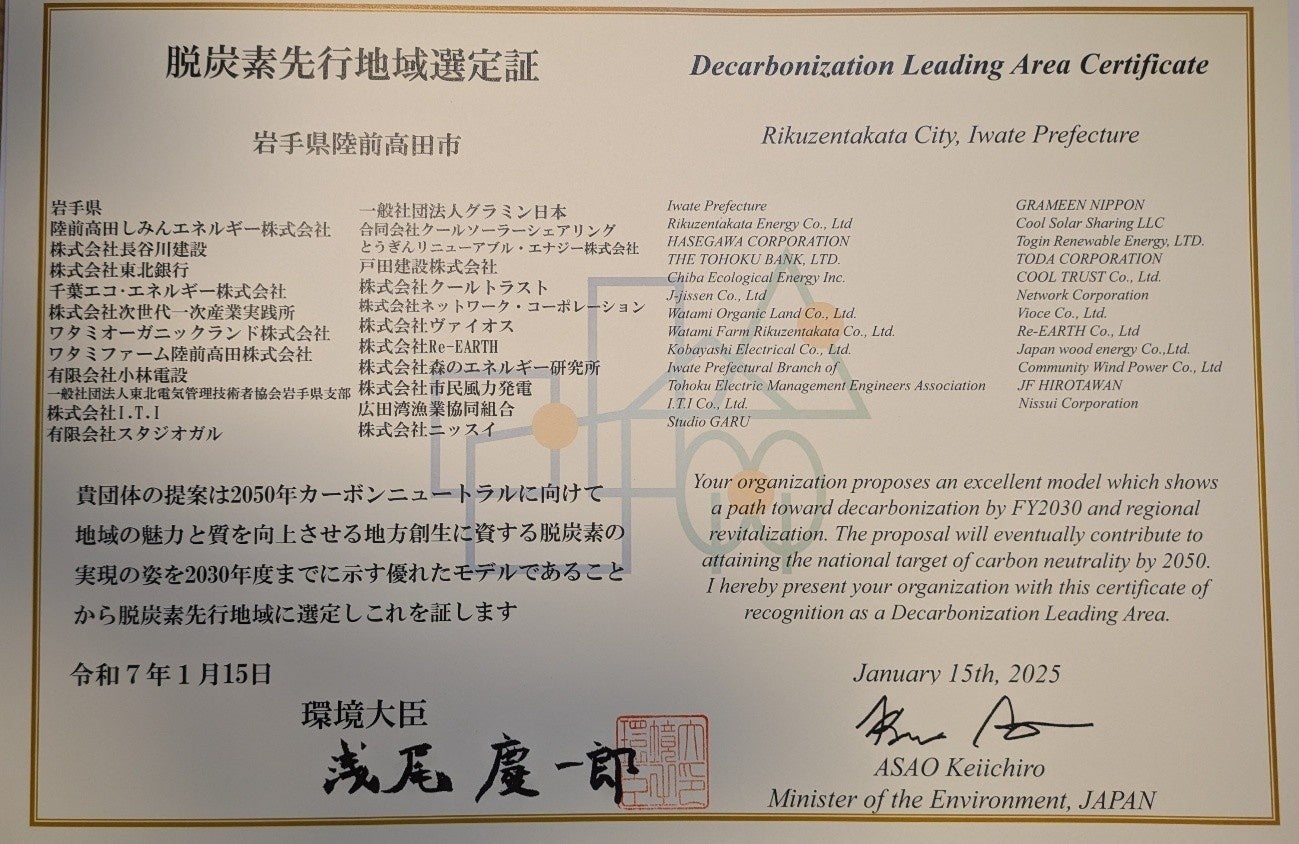 脱炭素先行地域選定証
岩手県陸前高田市
岩手県
陸前高田しみんエネルギー株式会社
株式会社長谷川建設
株式会社東北銀行
千葉エコ・エネルギー株式会社
株式会社次世代一次産業実践所
ワタミオーガニックランド株式会社
ワタミファーム陸前高田株式会社
有限会社小林電設
一般社団法人東北電気管理技術者協会岩手県支部
株式会社I.T.I
有限会社スタジオガル
一般社団法人グラミン日本
合同会社クールソーラーシェアリング
とうぎんリニューアブル・エナジー株式会社
戸田建設株式会社
株式会社クールトラスト
株式会社ネットワーク・コーポレーション
株式会社ヴァイオス
株式会社Re-EARTH
株式会社森のエネルギー研究所
株式会社市民風力発電
広田湾漁業協同組合
株式会社ニッスイ
貴団体の提案は2050年カーボンニュートラルに向けて
地域の魅力と質を向上させる地方創生に資する脱炭素の
実現の姿を2030年度までに示す優れたモデルであること
から脱炭素先行地域に選定しこれを証します
令和7年1月15日
環境大臣
浅尾慶一郎
Decarbonization Leading Area Certificate
Rikuzentakata City, Iwate Prefecture
Iwate Prefecture
Rikuzentakata Energy Co., Ltd
HASEGAWA CORPORATION
THE TOHOKU BANK, LTD.
Chiba Ecological Energy Inc.
J-jissen Co., Ltd
Watami Organic Land Co., Ltd.
Watami Farm Rikuzentakata Co., Ltd.
Kobayashi Electrical Co., Ltd.
Iwate Prefectural Branch of
Tohoku Electric Management Engineers Association
I.T.I Co., Ltd.
Studio GARU
GRAMEEN NIPPON
Cool Solar Sharing LLC
Togin Renewable Energy, LTD.
TODA CORPORATION
COOL TRUST Co., Ltd.
Network Corporation
Vioce Co., Ltd.
Re-EARTH Co., Ltd
Japan wood energy Co.,Ltd.
Community Wind Power Co., Ltd
JF HIROTAWAN
Nissui Corporation
Your organization proposes an excellent model which shows
a path toward decarbonization by FY2030 and regional
revitalization. The proposal will eventually contribute to
attaining the national target of carbon neutrality by 2050.
I hereby present your organization with this certificate of
recognition as a Decarbonization Leading Area.
January 15th, 2025
ASAO Keiichiro
Minister of the Environment, JAPAN